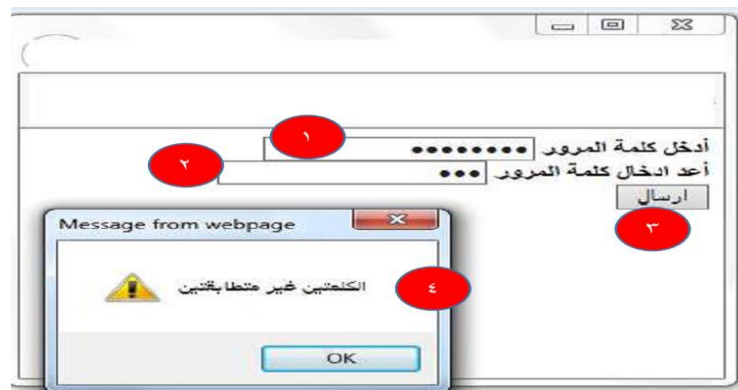 أدخل كلمة المرور
١
أعد ادخال كلمة المرور
٢
ارسال
٣
Message from webpage
الكلمتين غير متطابقتين
٤
OK